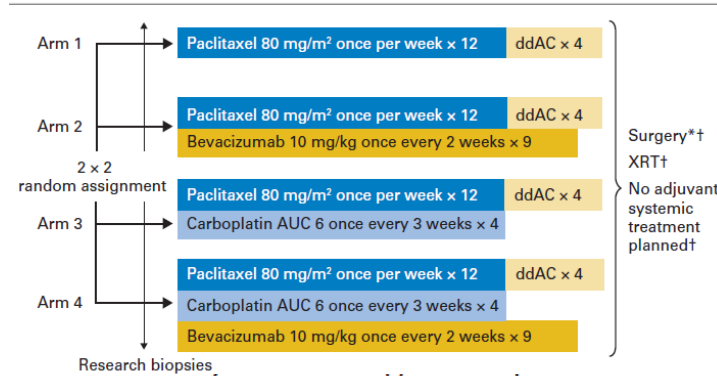 Arm 1
Paclitaxel 80 mg/m² once per week × 12
ddAC × 4
Arm 2
Paclitaxel 80 mg/m² once per week × 12
ddAC × 4
Bevacizumab 10 mg/kg once every 2 weeks × 9
2 × 2
random assignment
Arm 3
Paclitaxel 80 mg/m² once per week × 12
ddAC × 4
Carboplatin AUC 6 once every 3 weeks × 4
Arm 4
Paclitaxel 80 mg/m² once per week × 12
ddAC × 4
Carboplatin AUC 6 once every 3 weeks × 4
Bevacizumab 10 mg/kg once every 2 weeks × 9
Research biopsies
Surgery*†
XRT†
No adjuvant
systemic
treatment
planned†